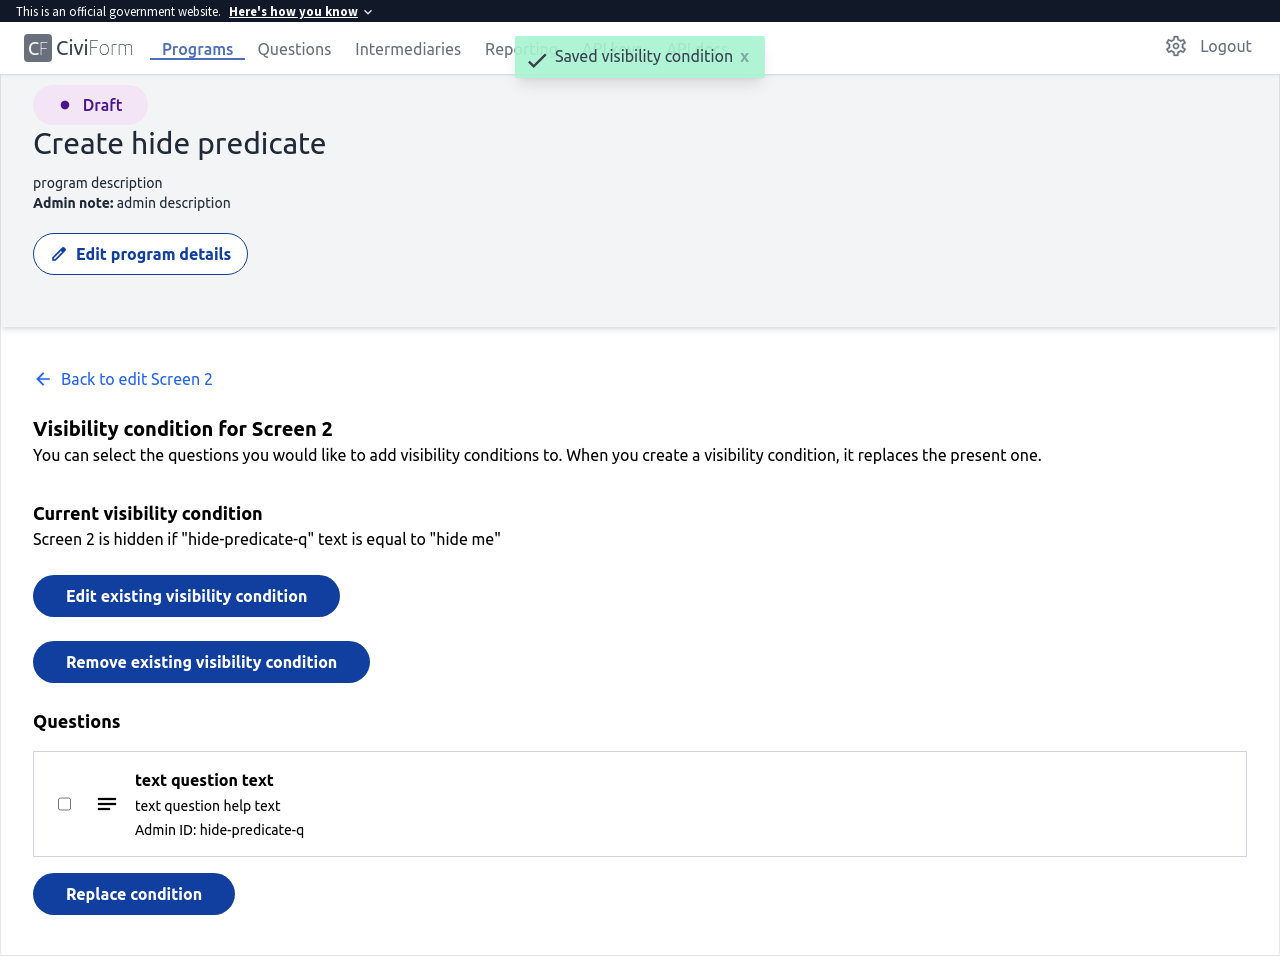 This is an official government website. Here's how you know
CF CiviForm Programs Questions Intermediaries Reporting Logout
Saved visibility condition x
Draft
Create hide predicate
program description
Admin note: admin description
Edit program details
Back to edit Screen 2
Visibility condition for Screen 2
You can select the questions you would like to add visibility conditions to. When you create a visibility condition, it replaces the present one.
Current visibility condition
Screen 2 is hidden if "hide-predicate-q" text is equal to "hide me"
Edit existing visibility condition
Remove existing visibility condition
Questions
text question text
text question help text
Admin ID: hide-predicate-q
Replace condition